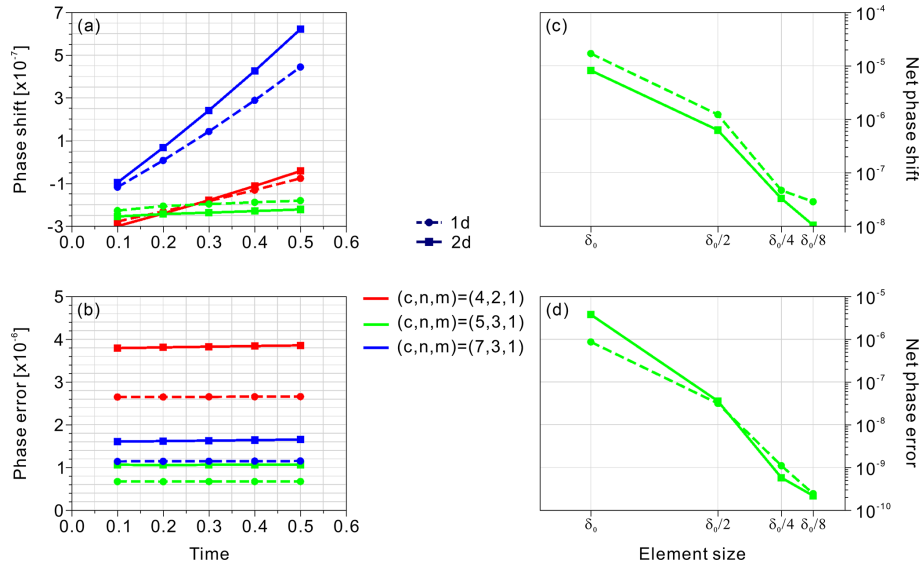 (a)
Phase shift [x10⁻⁷]
7
5
3
1
-1
-3
0.0 0.1 0.2 0.3 0.4 0.5 0.6
1d
2d
(c)
Net phase shift
10⁻⁴
10⁻⁵
10⁻⁶
10⁻⁷
10⁻⁸
δ₀ δ₀/2 δ₀/4 δ₀/8
(b)
Phase error [x10⁻⁶]
5
4
3
2
1
0
0.0 0.1 0.2 0.3 0.4 0.5 0.6
Time
(c,n,m)=(4,2,1)
(c,n,m)=(5,3,1)
(c,n,m)=(7,3,1)
(d)
Net phase error
10⁻⁵
10⁻⁶
10⁻⁷
10⁻⁸
10⁻⁹
10⁻¹⁰
δ₀ δ₀/2 δ₀/4 δ₀/8
Element size